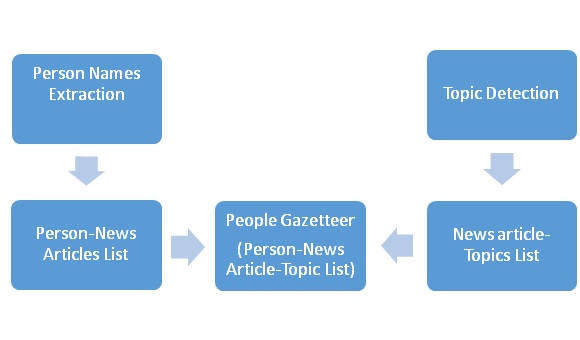 Person Names
Extraction
Topic Detection
Person-News
Articles List
People Gazetteer
(Person-News
Article-Topic List)
News article-
Topics List